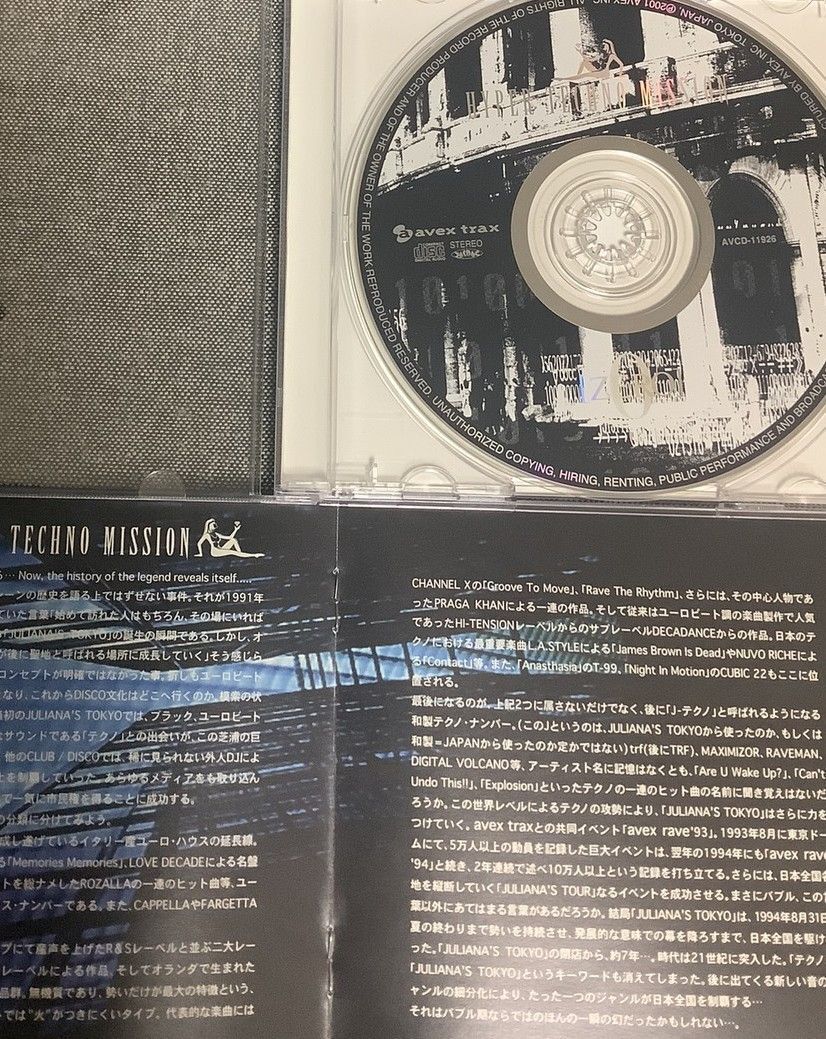 MANUFACTURED BY AVEX INC. TOKYO JAPAN. ℗2001 AVEX INC. ALL RIGHTS OF THE RECORD PRODUCER AND OF THE OWNER OF THE WORK REPRODUCED RESERVED. UNAUTHORIZED COPYING, HIRING, RENTING, PUBLIC PERFORMANCE AND BROADCA
HYPER TECHNO MISSION
avex trax
COMPACT
disc
DIGITAL AUDIO
STEREO
AVCD-11926
TECHNO MISSION
… Now, the history of the legend reveals itself....
ーンの歴史を語る上ではずせない事件。それが1991年
ていた言葉「始めて訪れた人はもちろん、その場にいれば
「JULIANA'S TOKYO」の誕生の瞬間である。しかし、オ
が後に聖地と呼ばれる場所に成長していく」そう感じら
コンセプトが明確ではなかった事、新しもユーロビート
なり、これからDISCO文化はどこへ行くのか、模索の状
最初のJULIANA'S TOKYOでは、ブラック、ユーロビート
なサウンドである「テクノ」との出会いが、この芝浦の巨
他のCLUB / DISCOでは、稀に見られない外人DJによ
上を制覇していった。あらゆるメディアをも取り込ん
で一気に市民権を得ることに成功する。
の分類に分けてみよう。
成し遂げているイタリー産ユーロ・ハウスの延長線。
る「Memories Memories」、LOVE DECADEによる名盤
トを総ナメしたROZALLAの一連のヒット曲等、ユー
ス・ナンバーである。また、CAPPELLAやFARGETTA
プにて産声を上げたR&Sレーベルと並ぶ二大レー
レーベルによる作品、そしてオランダで生まれた
品群。無機質であり、勢いだけが最大の特徴という、
では"火"がつきにくいタイプ。代表的な楽曲には
CHANNEL Xの「Groove To Move」、「Rave The Rhythm」、さらには、その中心人物であ
ったPRAGA KHANによる一連の作品。そして従来はユーロビート調の楽曲製作で人気
であったHI-TENSIONレーベルからのサブレーベルDECADANCEからの作品。日本のテ
クノにおける最重要楽曲L.A.STYLEによる「James Brown Is Dead」やNUVO RICHEによ
る「Contact」等。また、「Anasthasia」のT-99、「Night In Motion」のCUBIC 22もここに位
置される。
最後になるのが、上記2つに属さないだけでなく、後に「J-テクノ」と呼ばれるようになる
和製テクノ・ナンバー。(このJというのは、JULIANA'S TOKYOから使ったのか、もしくは
和製=JAPANから使ったのか定かではない) trf(後にTRF)、MAXIMIZOR、RAVEMAN、
DIGITAL VOLCANO等、アーティスト名に記憶はなくとも、「Are U Wake Up?」、「Can't
Undo This!!」、「Explosion」といったテクノの一連のヒット曲の名前に聞き覚えはないだ
ろうか。この世界レベルによるテクノの攻勢により、「JULIANA'S TOKYO」はさらに力を
つけていく。avex traxとの共同イベント「avex rave'93」。1993年8月に東京ドー
ムにて、5万人以上の動員を記録した巨大イベントは、翌年の1994年にも「avex rave
'94」と続き、2年連続で述べ10万人以上という記録を打ち立てる。さらには、日本全国各
地を縦断していく「JULIANA'S TOUR」なるイベントを成功させる。まさにバブル、この言
葉以外にあてはまる言葉があるだろうか。結局「JULIANA'S TOKYO」は、1994年8月31日
夏の終わりまで勢いを持続させ、発展的な意味での幕を降ろすまで、日本全国を駆け
った。「JULIANA'S TOKYO」の閉店から、約7年…。時代は21世紀に突入した。「テクノ
「JULIANA'S TOKYO」というキーワードも消えてしまった。後に出てくる新しい音の
ャンルの細分化により、たった一つのジャンルが日本全国を制覇する…
それはバブル期ならではのほんの一瞬の幻だったかもしれない…。